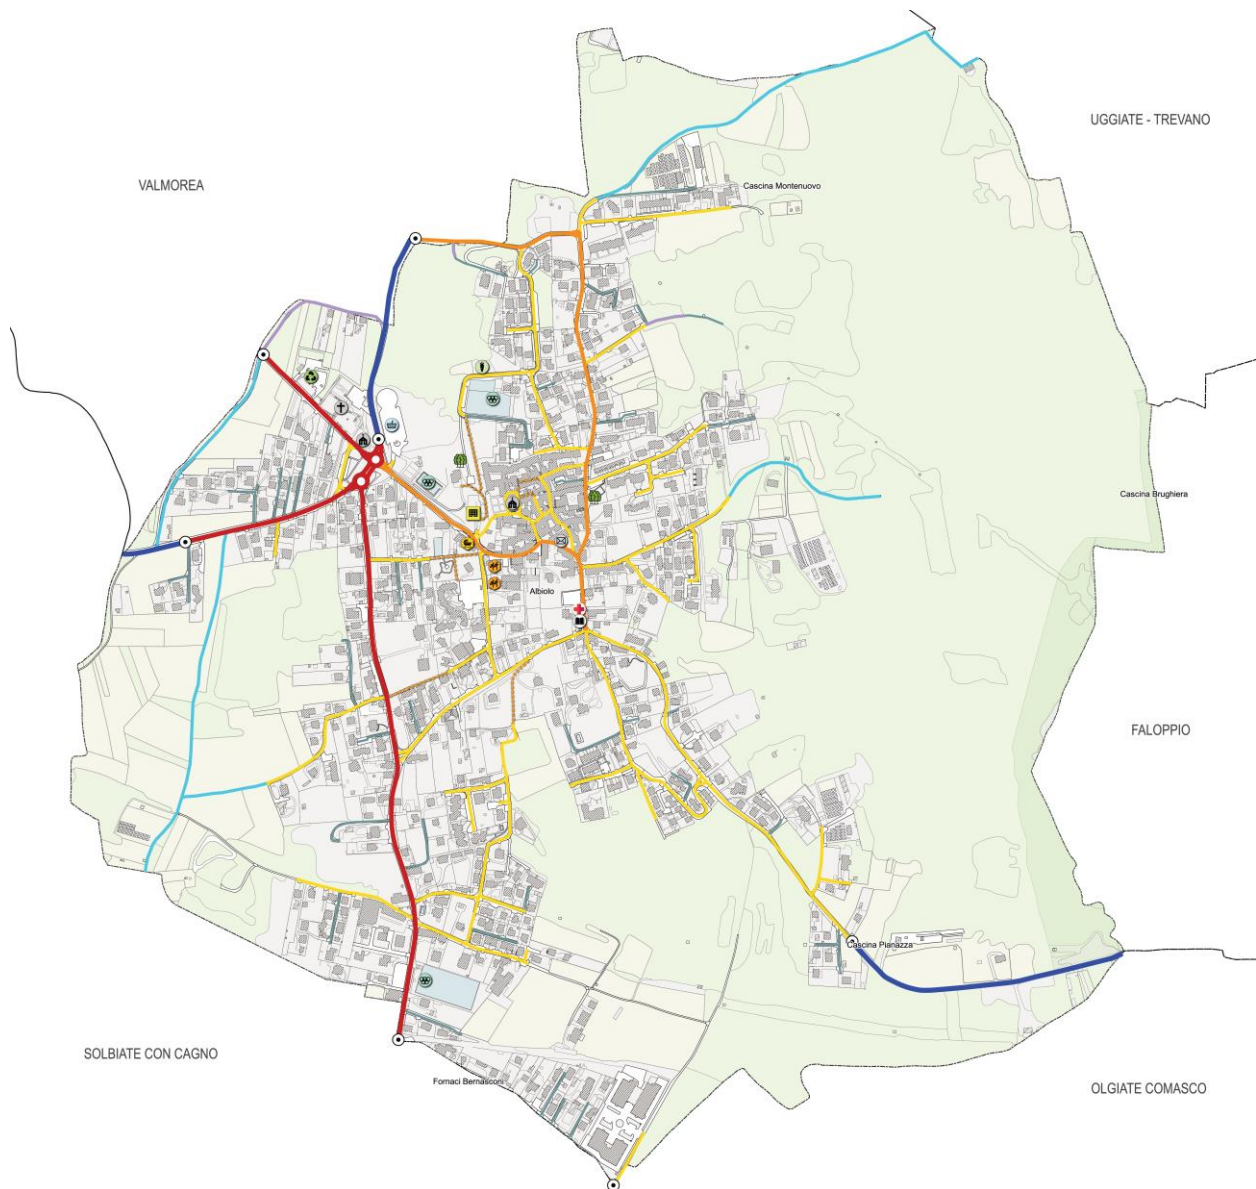 UGGIATE - TREVANO
VALMOREA
Cascina Montenuovo
Cascina Brughiera
Albiolo
FALOPPIO
Cascina Pianazza
SOLBIATE CON CAGNO
Fornaci Bernasconi
OLGIATE COMASCO